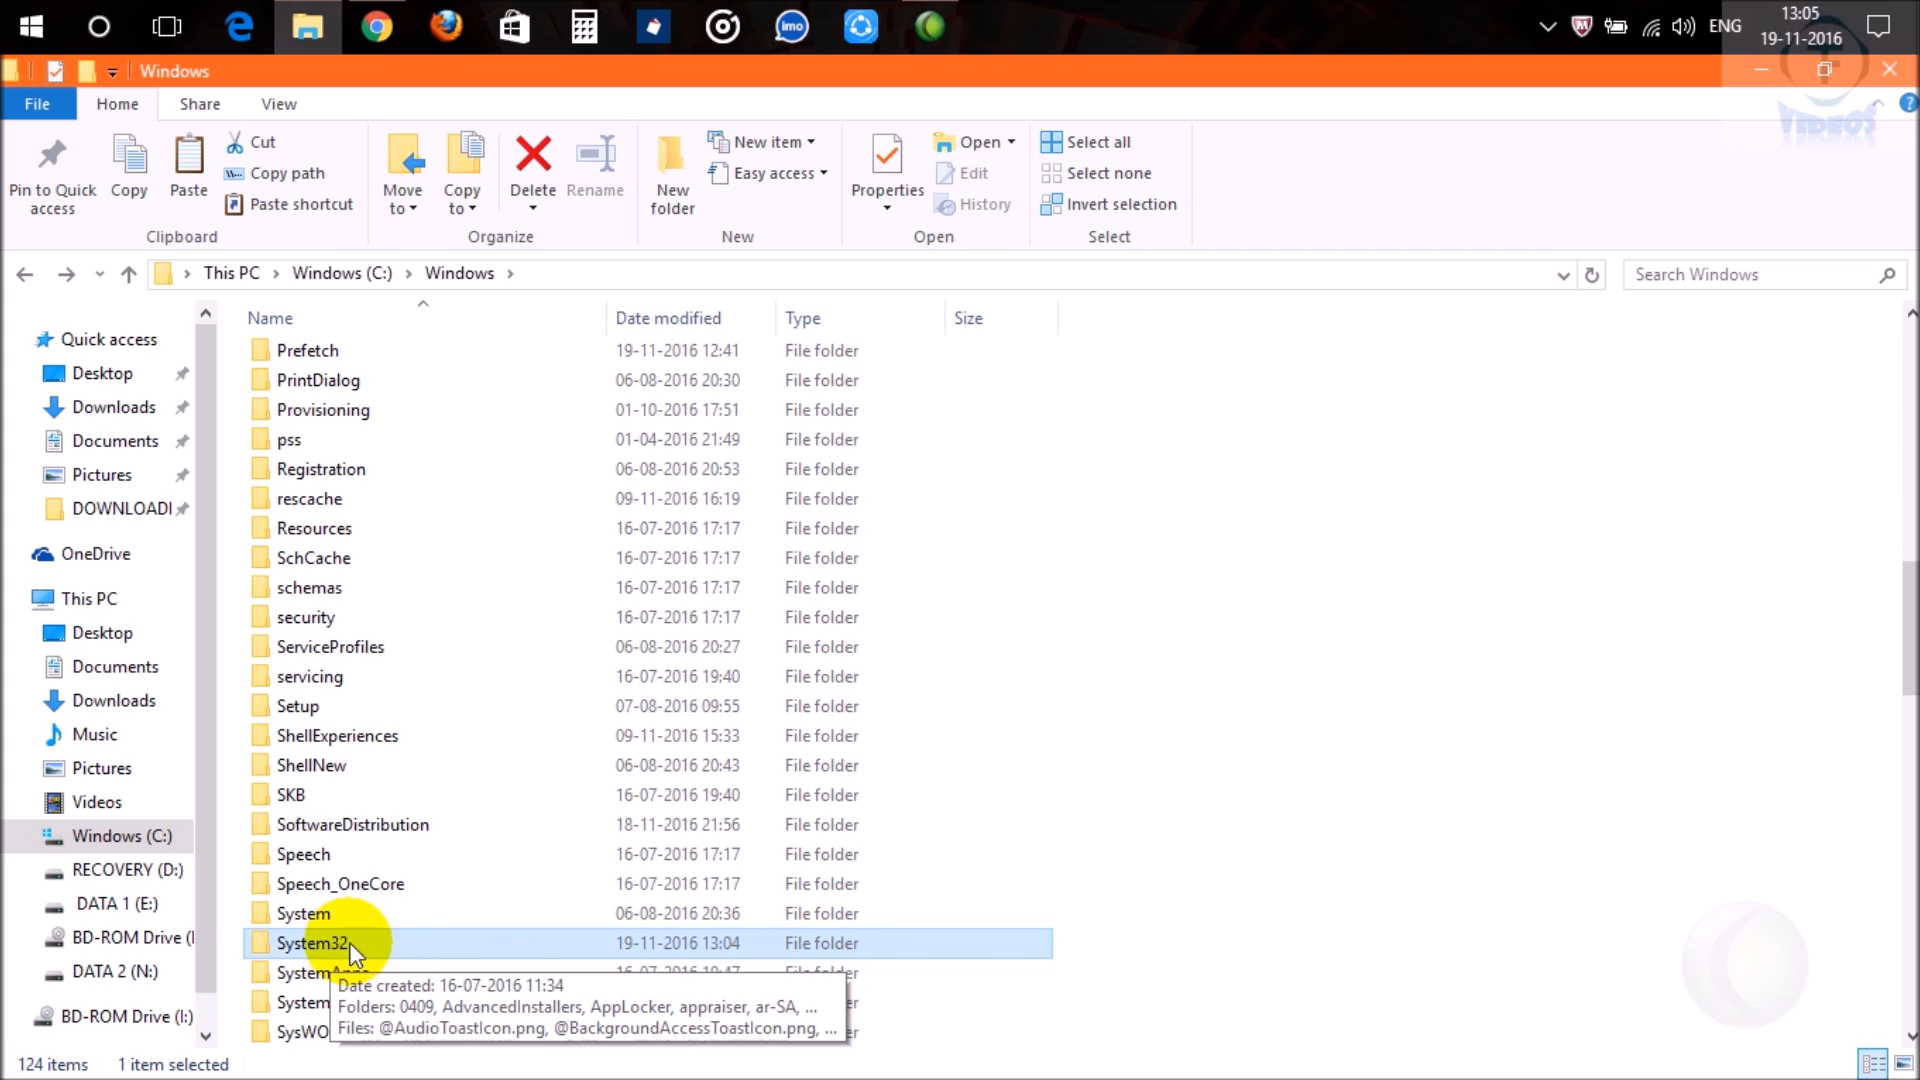 imo
ENG
13:05
19-11-2016
Windows
VIDEOS
File
Home
Share
View
Pin to Quick access
Copy
Paste
Cut
Copy path
Paste shortcut
Move to
Copy to
Delete
Rename
New folder
New item
Easy access
Properties
Open
Edit
History
Select all
Select none
Invert selection
Clipboard
Organize
New
Open
Select
This PC
Windows (C:)
Windows
Search Windows
Name
Date modified
Type
Size
Quick access
Desktop
Downloads
Documents
Pictures
DOWNLOADI
OneDrive
This PC
Desktop
Documents
Downloads
Music
Pictures
Videos
Windows (C:)
RECOVERY (D:)
DATA 1 (E:)
BD-ROM Drive (I
DATA 2 (N:)
BD-ROM Drive (I:)
Prefetch 19-11-2016 12:41 File folder
PrintDialog 06-08-2016 20:30 File folder
Provisioning 01-10-2016 17:51 File folder
pss 01-04-2016 21:49 File folder
Registration 06-08-2016 20:53 File folder
rescache 09-11-2016 16:19 File folder
Resources 16-07-2016 17:17 File folder
SchCache 16-07-2016 17:17 File folder
schemas 16-07-2016 17:17 File folder
security 16-07-2016 17:17 File folder
ServiceProfiles 06-08-2016 20:27 File folder
servicing 16-07-2016 19:40 File folder
Setup 07-08-2016 09:55 File folder
ShellExperiences 09-11-2016 15:33 File folder
ShellNew 06-08-2016 20:43 File folder
SKB 16-07-2016 19:40 File folder
SoftwareDistribution 18-11-2016 21:56 File folder
Speech 16-07-2016 17:17 File folder
Speech_OneCore 16-07-2016 17:17 File folder
System 06-08-2016 20:36 File folder
System32 19-11-2016 13:04 File folder
System
System
SysWO
Date created: 16-07-2016 11:34
Folders: 0409, AdvancedInstallers, AppLocker, appraiser, ar-SA, ...
Files: @AudioToastIcon.png, @BackgroundAccessToastIcon.png, ...
124 items
1 item selected